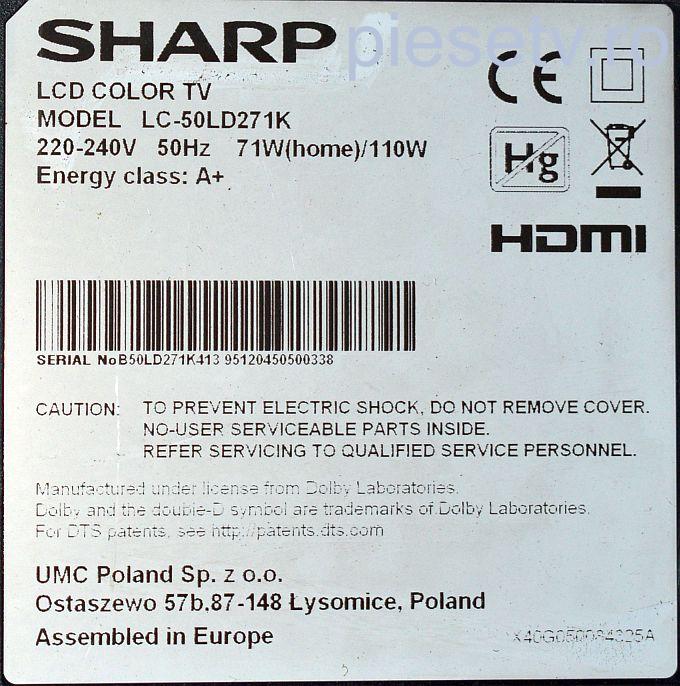 SHARP
piesetv.ro
LCD COLOR TV
MODEL LC-50LD271K
220-240V 50Hz 71W(home)/110W
Energy class: A+
CE
Hg
HDMI
SERIAL NoB50LD271K413 95120450500338
CAUTION: TO PREVENT ELECTRIC SHOCK, DO NOT REMOVE COVER.
NO-USER SERVICEABLE PARTS INSIDE.
REFER SERVICING TO QUALIFIED SERVICE PERSONNEL.
Manufactured under license from Dolby Laboratories.
Dolby and the double-D symbol are trademarks of Dolby Laboratories.
For DTS patents, see http://patents.dts.com
UMC Poland Sp. z o.o.
Ostaszewo 57b,87-148 Łysomice, Poland
Assembled in Europe